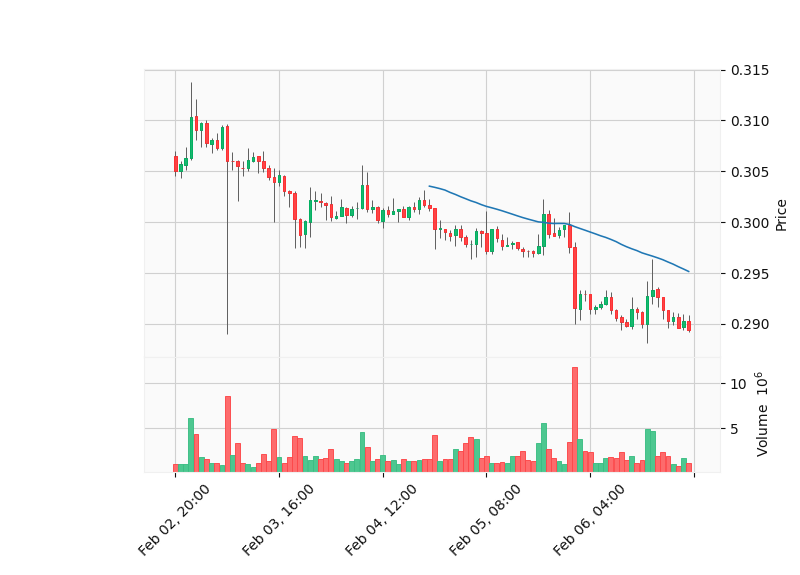 0.315
0.310
0.305
0.300
0.295
0.290
Price
10
5
Volume 10^6
Feb 02, 20:00
Feb 03, 16:00
Feb 04, 12:00
Feb 05, 08:00
Feb 06, 04:00